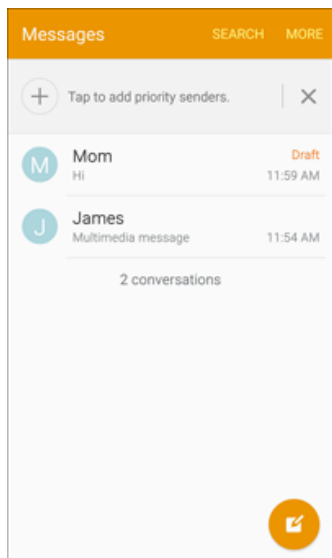 Messages SEARCH MORE
Tap to add priority senders.
M Mom Draft
Hi 11:59 AM
J James
Multimedia message 11:54 AM
2 conversations